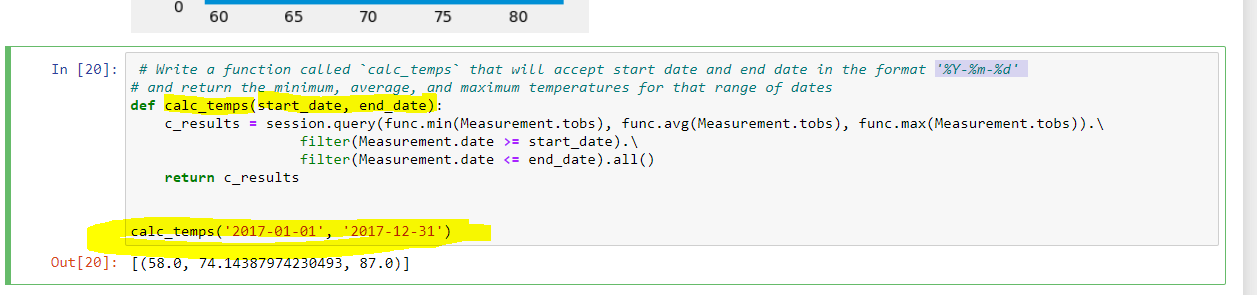 0
60 65 70 75 80
In [20]: # Write a function called `calc_temps` that will accept start date and end date in the format '%Y-%m-%d'
# and return the minimum, average, and maximum temperatures for that range of dates
def calc_temps(start_date, end_date):
c_results = session.query(func.min(Measurement.tobs), func.avg(Measurement.tobs), func.max(Measurement.tobs)).\
filter(Measurement.date >= start_date).\
filter(Measurement.date <= end_date).all()
return c_results
calc_temps('2017-01-01', '2017-12-31')
Out[20]: [(58.0, 74.14387974230493, 87.0)]